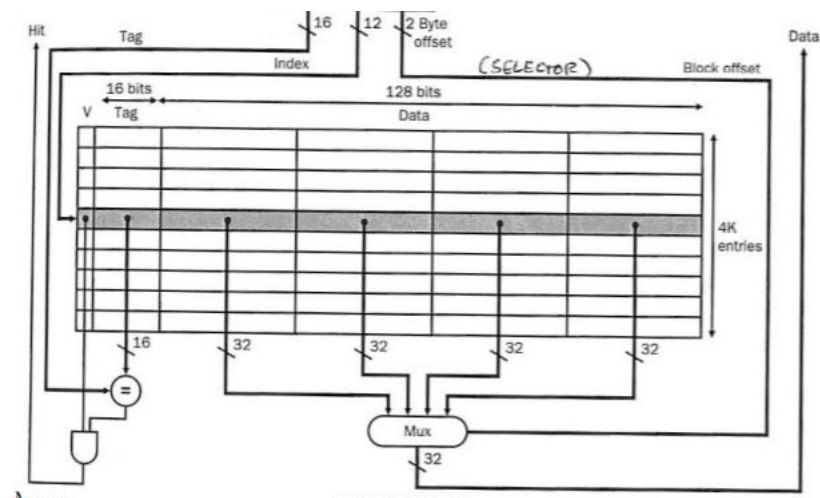 Hit
16
12
2 Byte
offset
Tag
Data
Index
(SELECTOR)
Block offset
16 bits
128 bits
V
Tag
Data
4K
entries
16
32
32
32
32
=
Mux
32